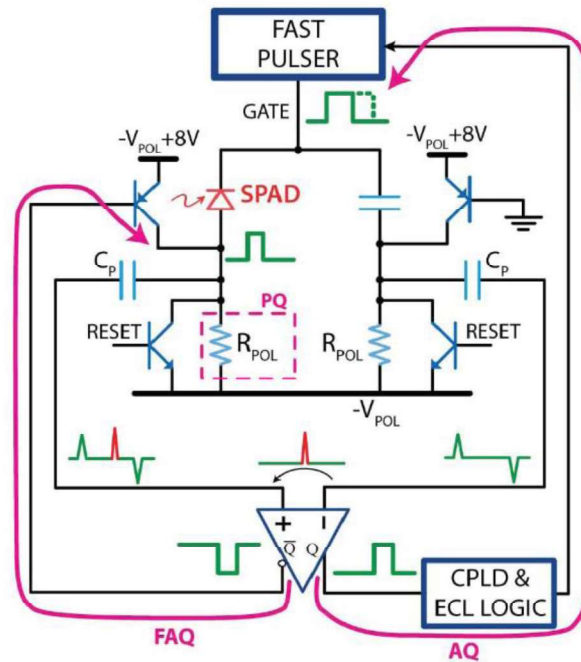 FAST
PULSER
GATE
-VPOL+8V
-VPOL+8V
SPAD
CP
CP
PQ
RESET
RPOL
RPOL
RESET
-VPOL
+
−
Q̅
Q
CPLD &
ECL LOGIC
FAQ
AQ